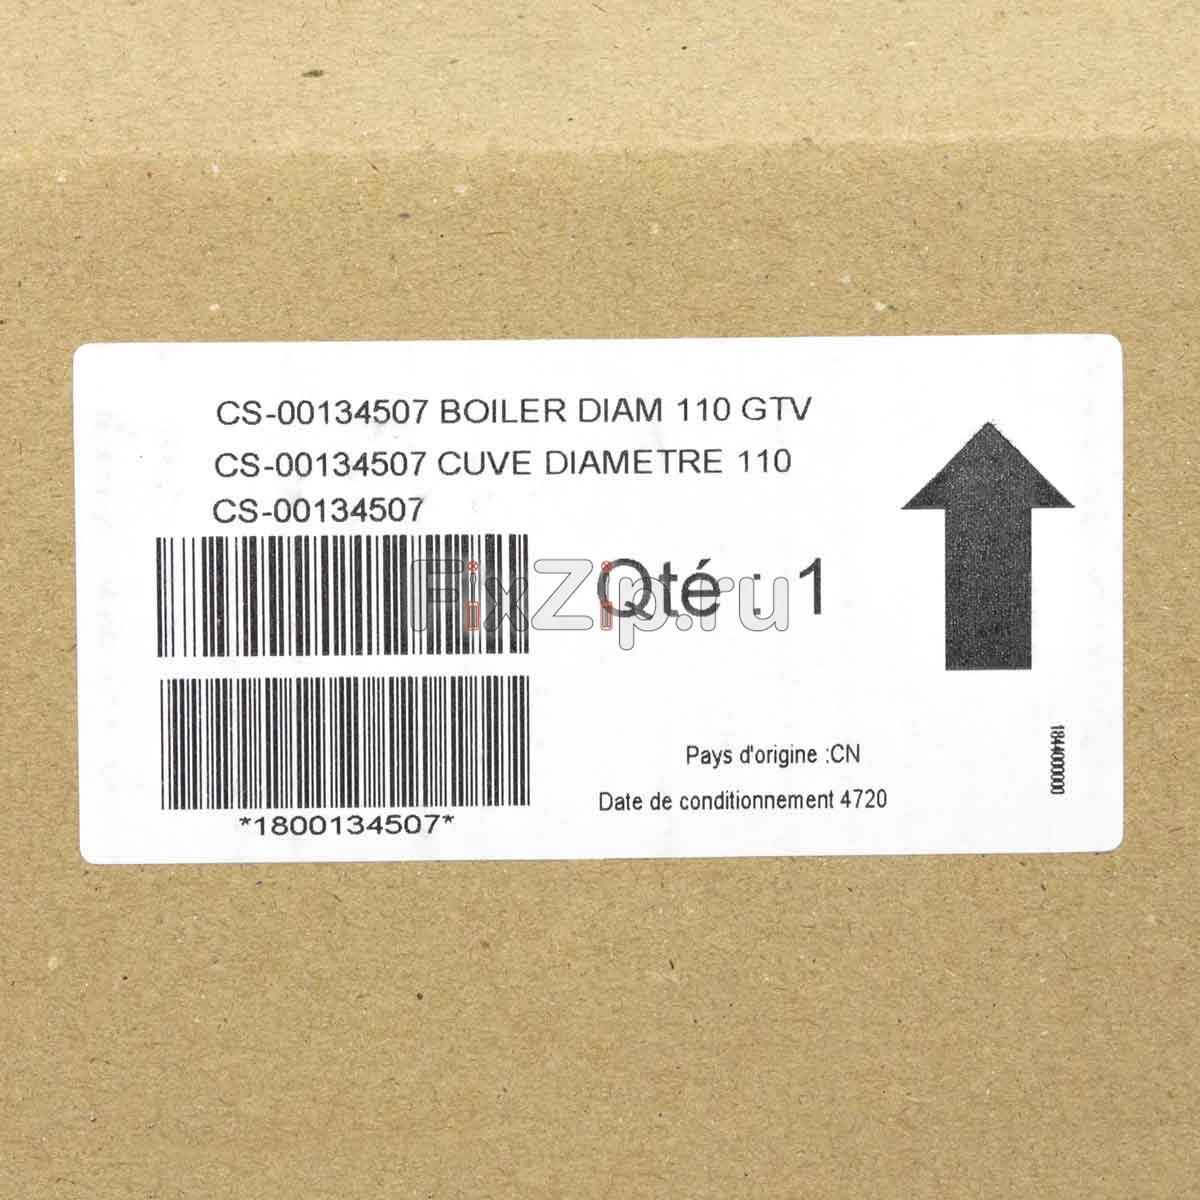 CS-00134507 BOILER DIAM 110 GTV
CS-00134507 CUVE DIAMETRE 110
CS-00134507
Qté : 1
FixZip.ru
Pays d'origine :CN
Date de conditionnement 4720
*1800134507*
1844000000